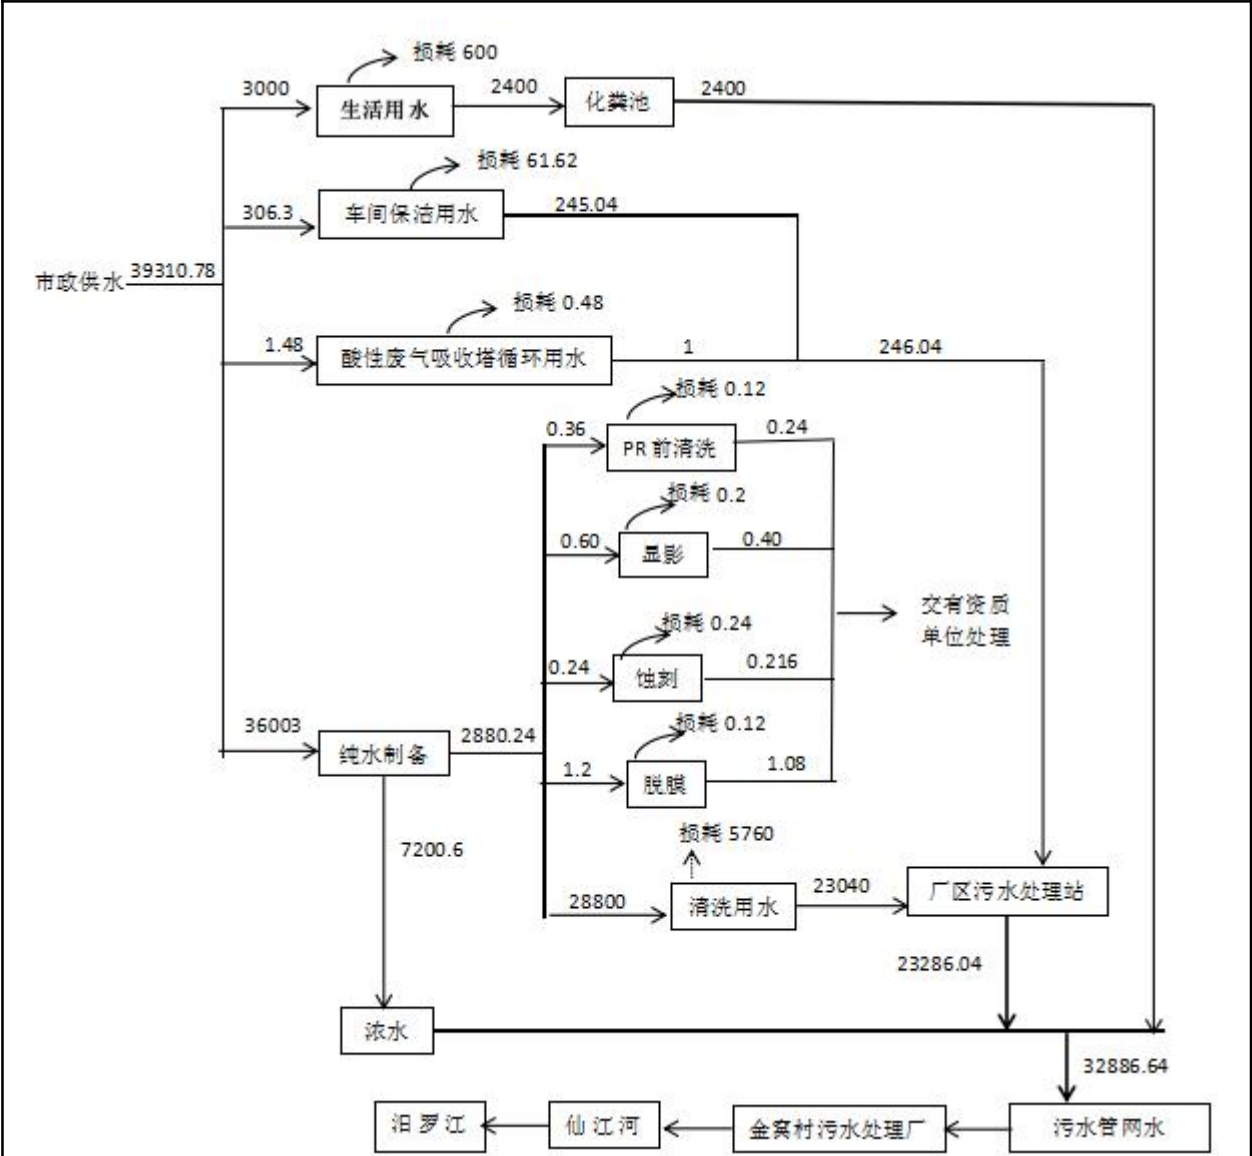 损耗 600
3000
生活用水
2400
化粪池
2400
损耗 61.62
306.3
车间保洁用水
245.04
市政供水
39310.78
损耗 0.48
1.48
酸性废气吸收塔循环用水
1
246.04
损耗 0.12
0.36
PR 前清洗
0.24
损耗 0.2
0.60
显影
0.40
交有资质
单位处理
损耗 0.24
0.24
蚀刻
0.216
36003
纯水制备
2880.24
损耗 0.12
1.2
脱膜
1.08
7200.6
损耗 5760
28800
清洗用水
23040
厂区污水处理站
23286.04
浓水
32886.64
汨罗江
仙江河
金窝村污水处理厂
污水管网水